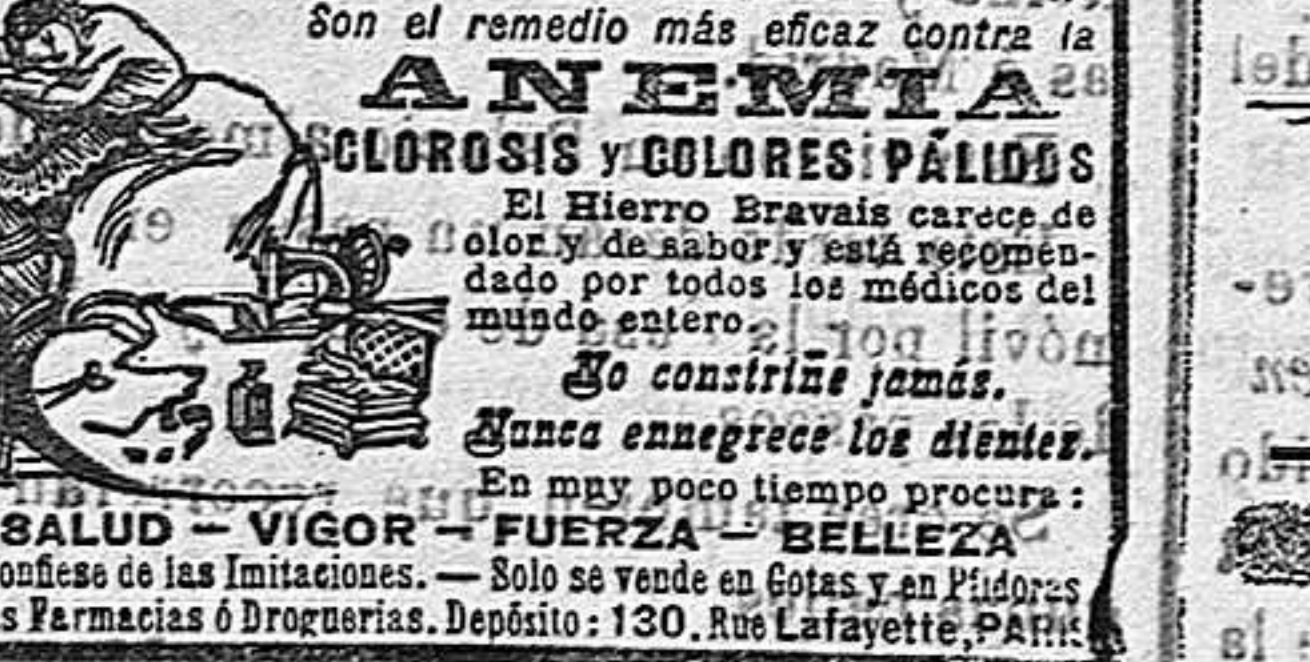 Son el remedio más eficaz contra la
ANEMIA
CLOROSIS y COLORES PÁLIDOS
El Hierro Bravais carece de
olor y de sabor y está recomen-
dado por todos los médicos del
mundo entero.
No constriñe jamás.
Nunca ennegrece los dientes.
En muy poco tiempo procura:
SALUD — VIGOR — FUERZA — BELLEZA
onfiese de las Imitaciones. — Solo se vende en Gotas y en Píldoras
s Farmacias ó Droguerias. Depósito: 130, Rue Lafayette, PARIS